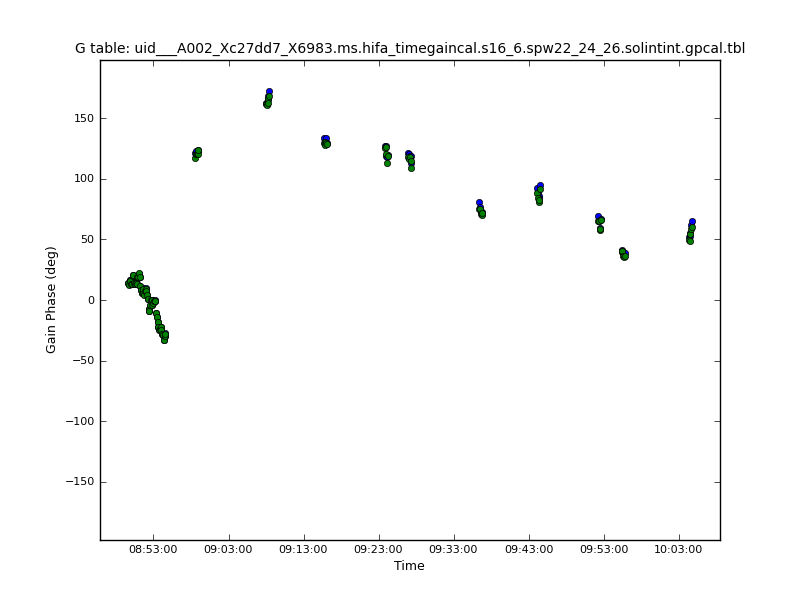 G table: uid___A002_Xc27dd7_X6983.ms.hifa_timegaincal.s16_6.spw22_24_26.solintint.gpcal.tbl
150
100
50
0
−50
−100
−150
Gain Phase (deg)
08:53:00 09:03:00 09:13:00 09:23:00 09:33:00 09:43:00 09:53:00 10:03:00
Time